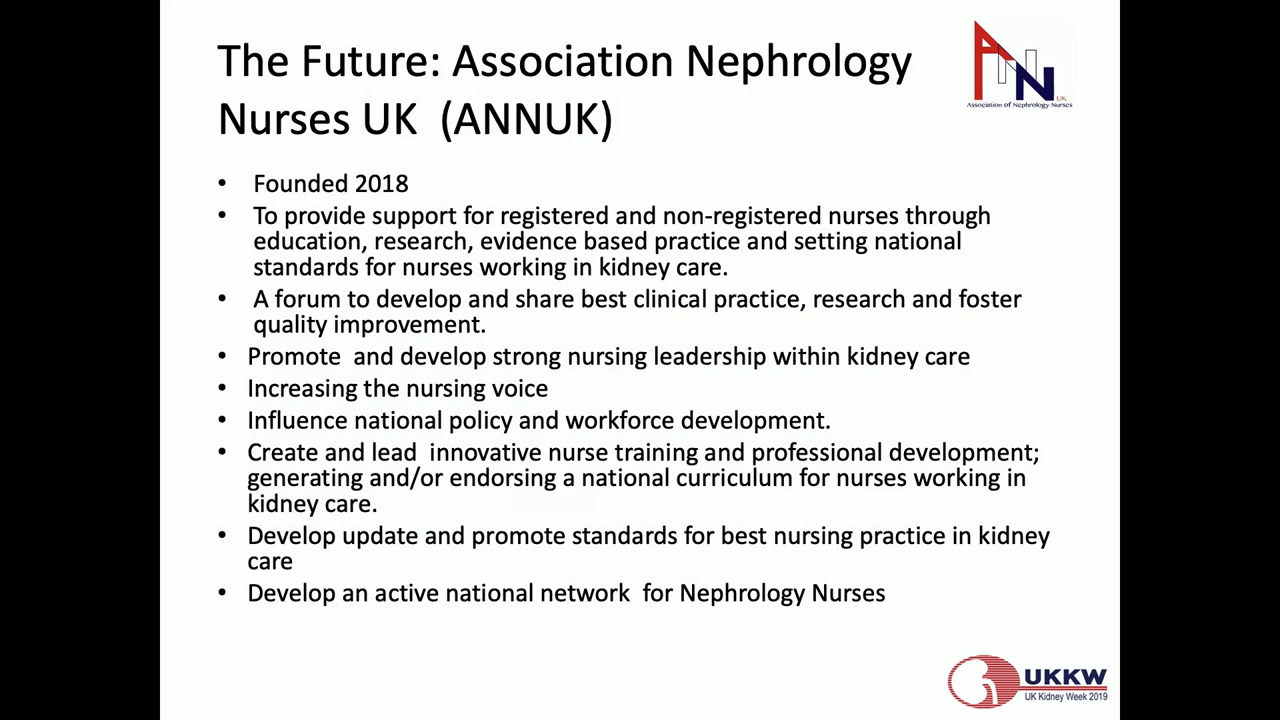 The Future: Association Nephrology
Nurses UK  (ANNUK)
ANN
UK
Association of Nephrology Nurses
• Founded 2018
• To provide support for registered and non-registered nurses through
education, research, evidence based practice and setting national
standards for nurses working in kidney care.
• A forum to develop and share best clinical practice, research and foster
quality improvement.
• Promote  and develop strong nursing leadership within kidney care
• Increasing the nursing voice
• Influence national policy and workforce development.
• Create and lead  innovative nurse training and professional development;
generating and/or endorsing a national curriculum for nurses working in
kidney care.
• Develop update and promote standards for best nursing practice in kidney
care
• Develop an active national network  for Nephrology Nurses
UKKW
UK Kidney Week 2019